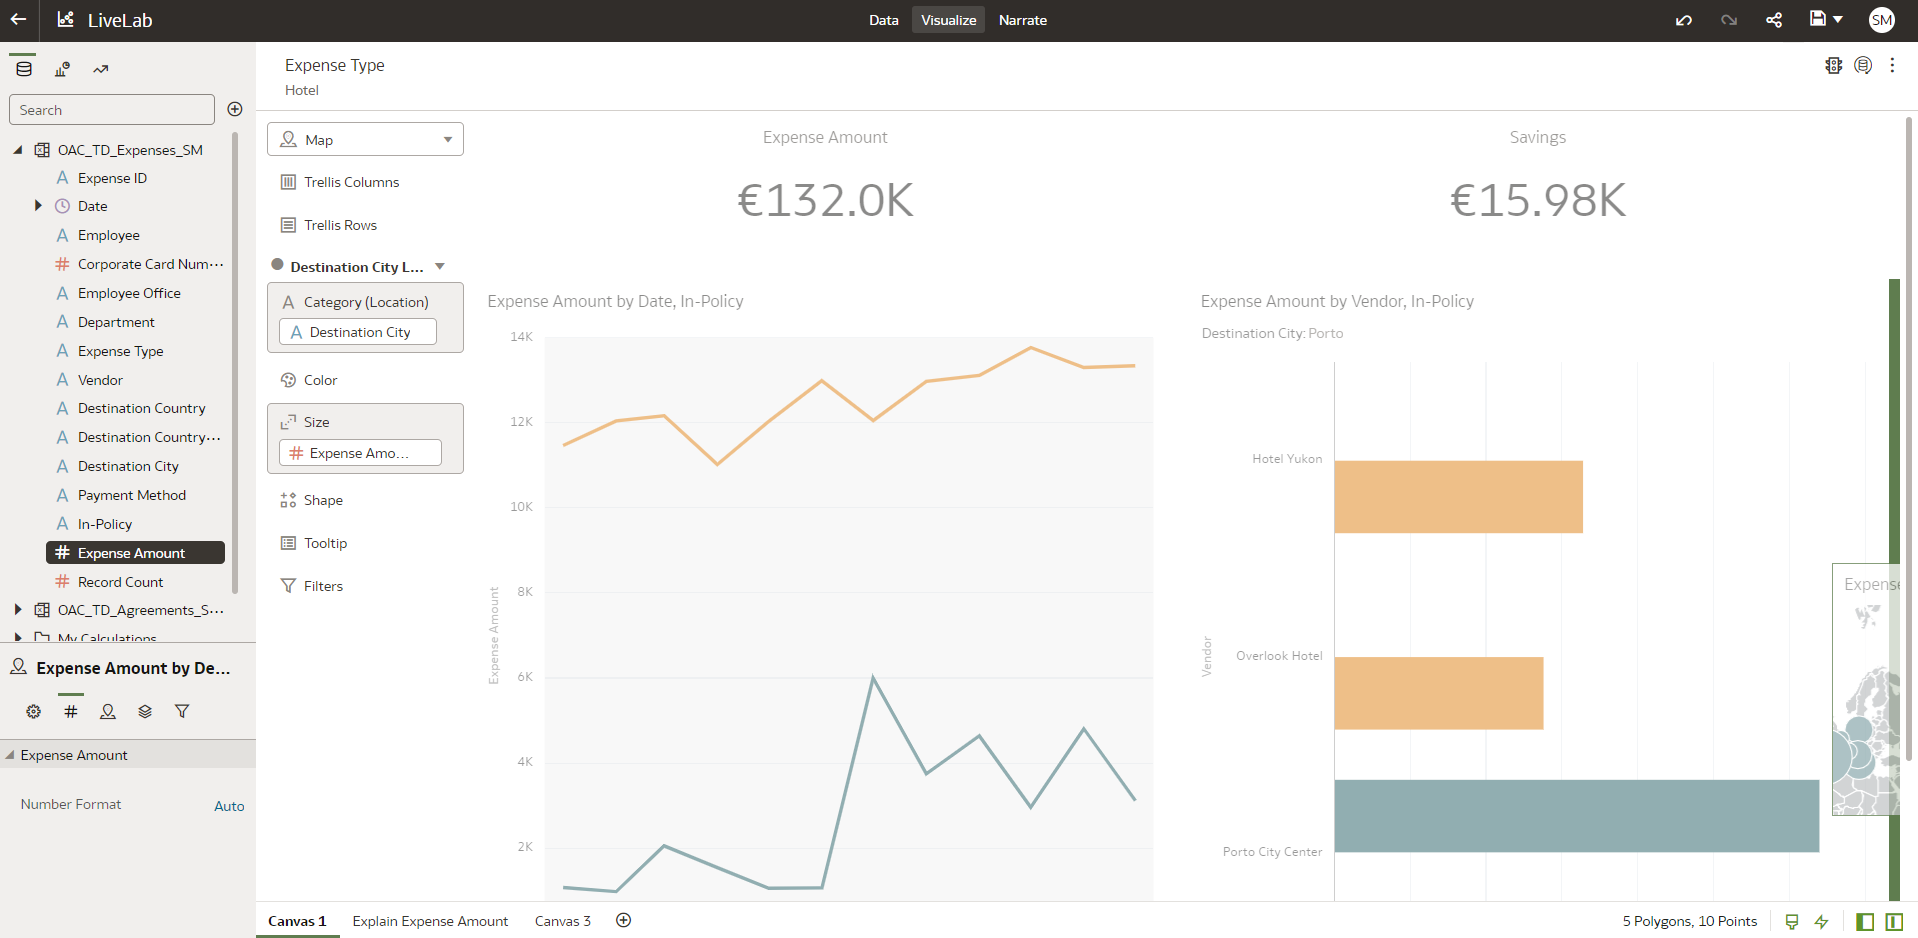 LiveLab
Data
Visualize
Narrate
SM
Search
OAC_TD_Expenses_SM
Expense ID
Date
Employee
Corporate Card Num···
Employee Office
Department
Expense Type
Vendor
Destination Country
Destination Country···
Destination City
Payment Method
In-Policy
Expense Amount
Record Count
OAC_TD_Agreements_S···
My Calculations
Expense Amount by De...
Expense Amount
Number Format
Auto
Expense Type
Hotel
Map
Trellis Columns
Trellis Rows
Destination City L...
Category (Location)
Destination City
Color
Size
Expense Amo...
Shape
Tooltip
Filters
Expense Amount
€132.0K
Savings
€15.98K
Expense Amount by Date, In-Policy
14K
12K
10K
8K
6K
4K
2K
Expense Amount
Expense Amount by Vendor, In-Policy
Destination City: Porto
Hotel Yukon
Overlook Hotel
Porto City Center
Vendor
Expense
Canvas 1
Explain Expense Amount
Canvas 3
5 Polygons, 10 Points